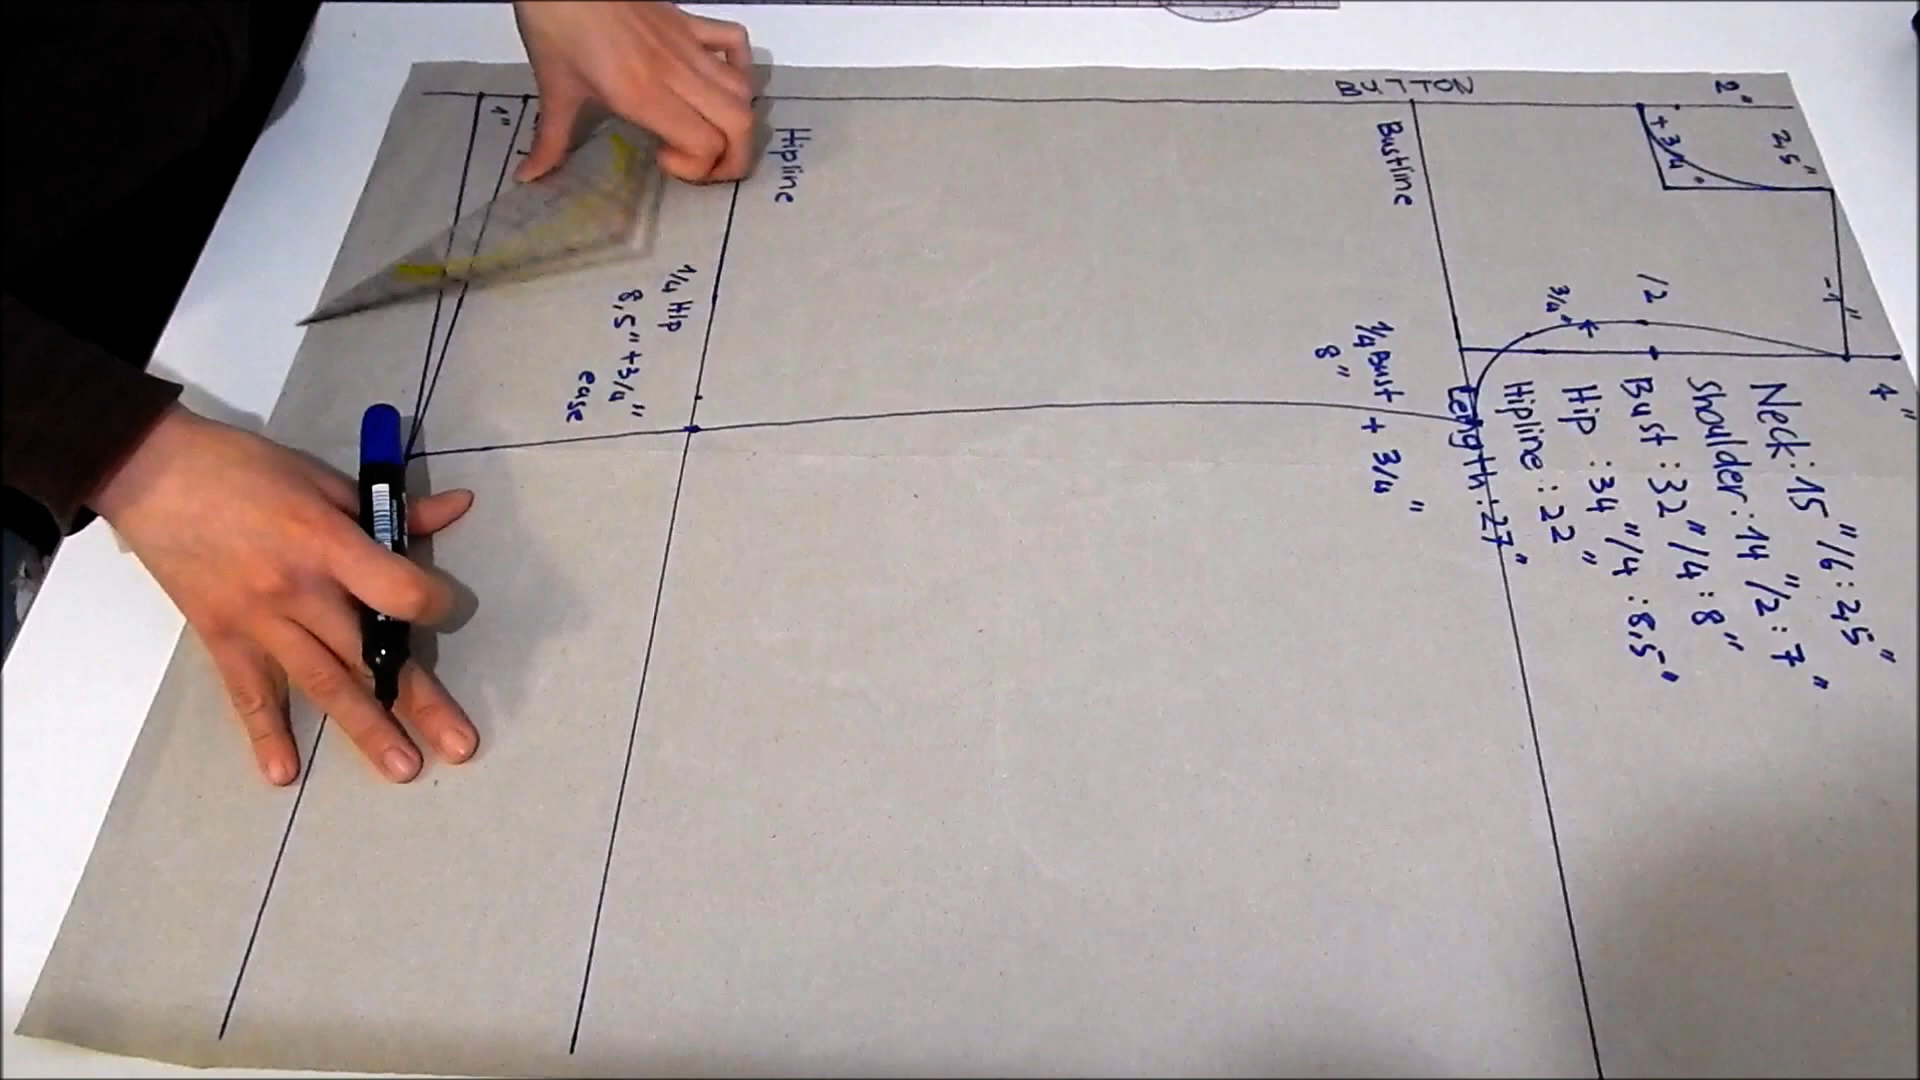 BUTTON
2"
2,5"
+ 3/4"
-1"
4"
/2
3/4"
Bustline
1/4 Bust + 3/4"
8"
Neck: 15"/6: 2,5"
Shoulder: 14"/2: 7"
Bust: 32"/4: 8"
Hip: 34"/4: 8,5"
Hipline: 22"
Length: 27"
Hipline
1/4 Hip
8,5" + 3/4"
ease
1"